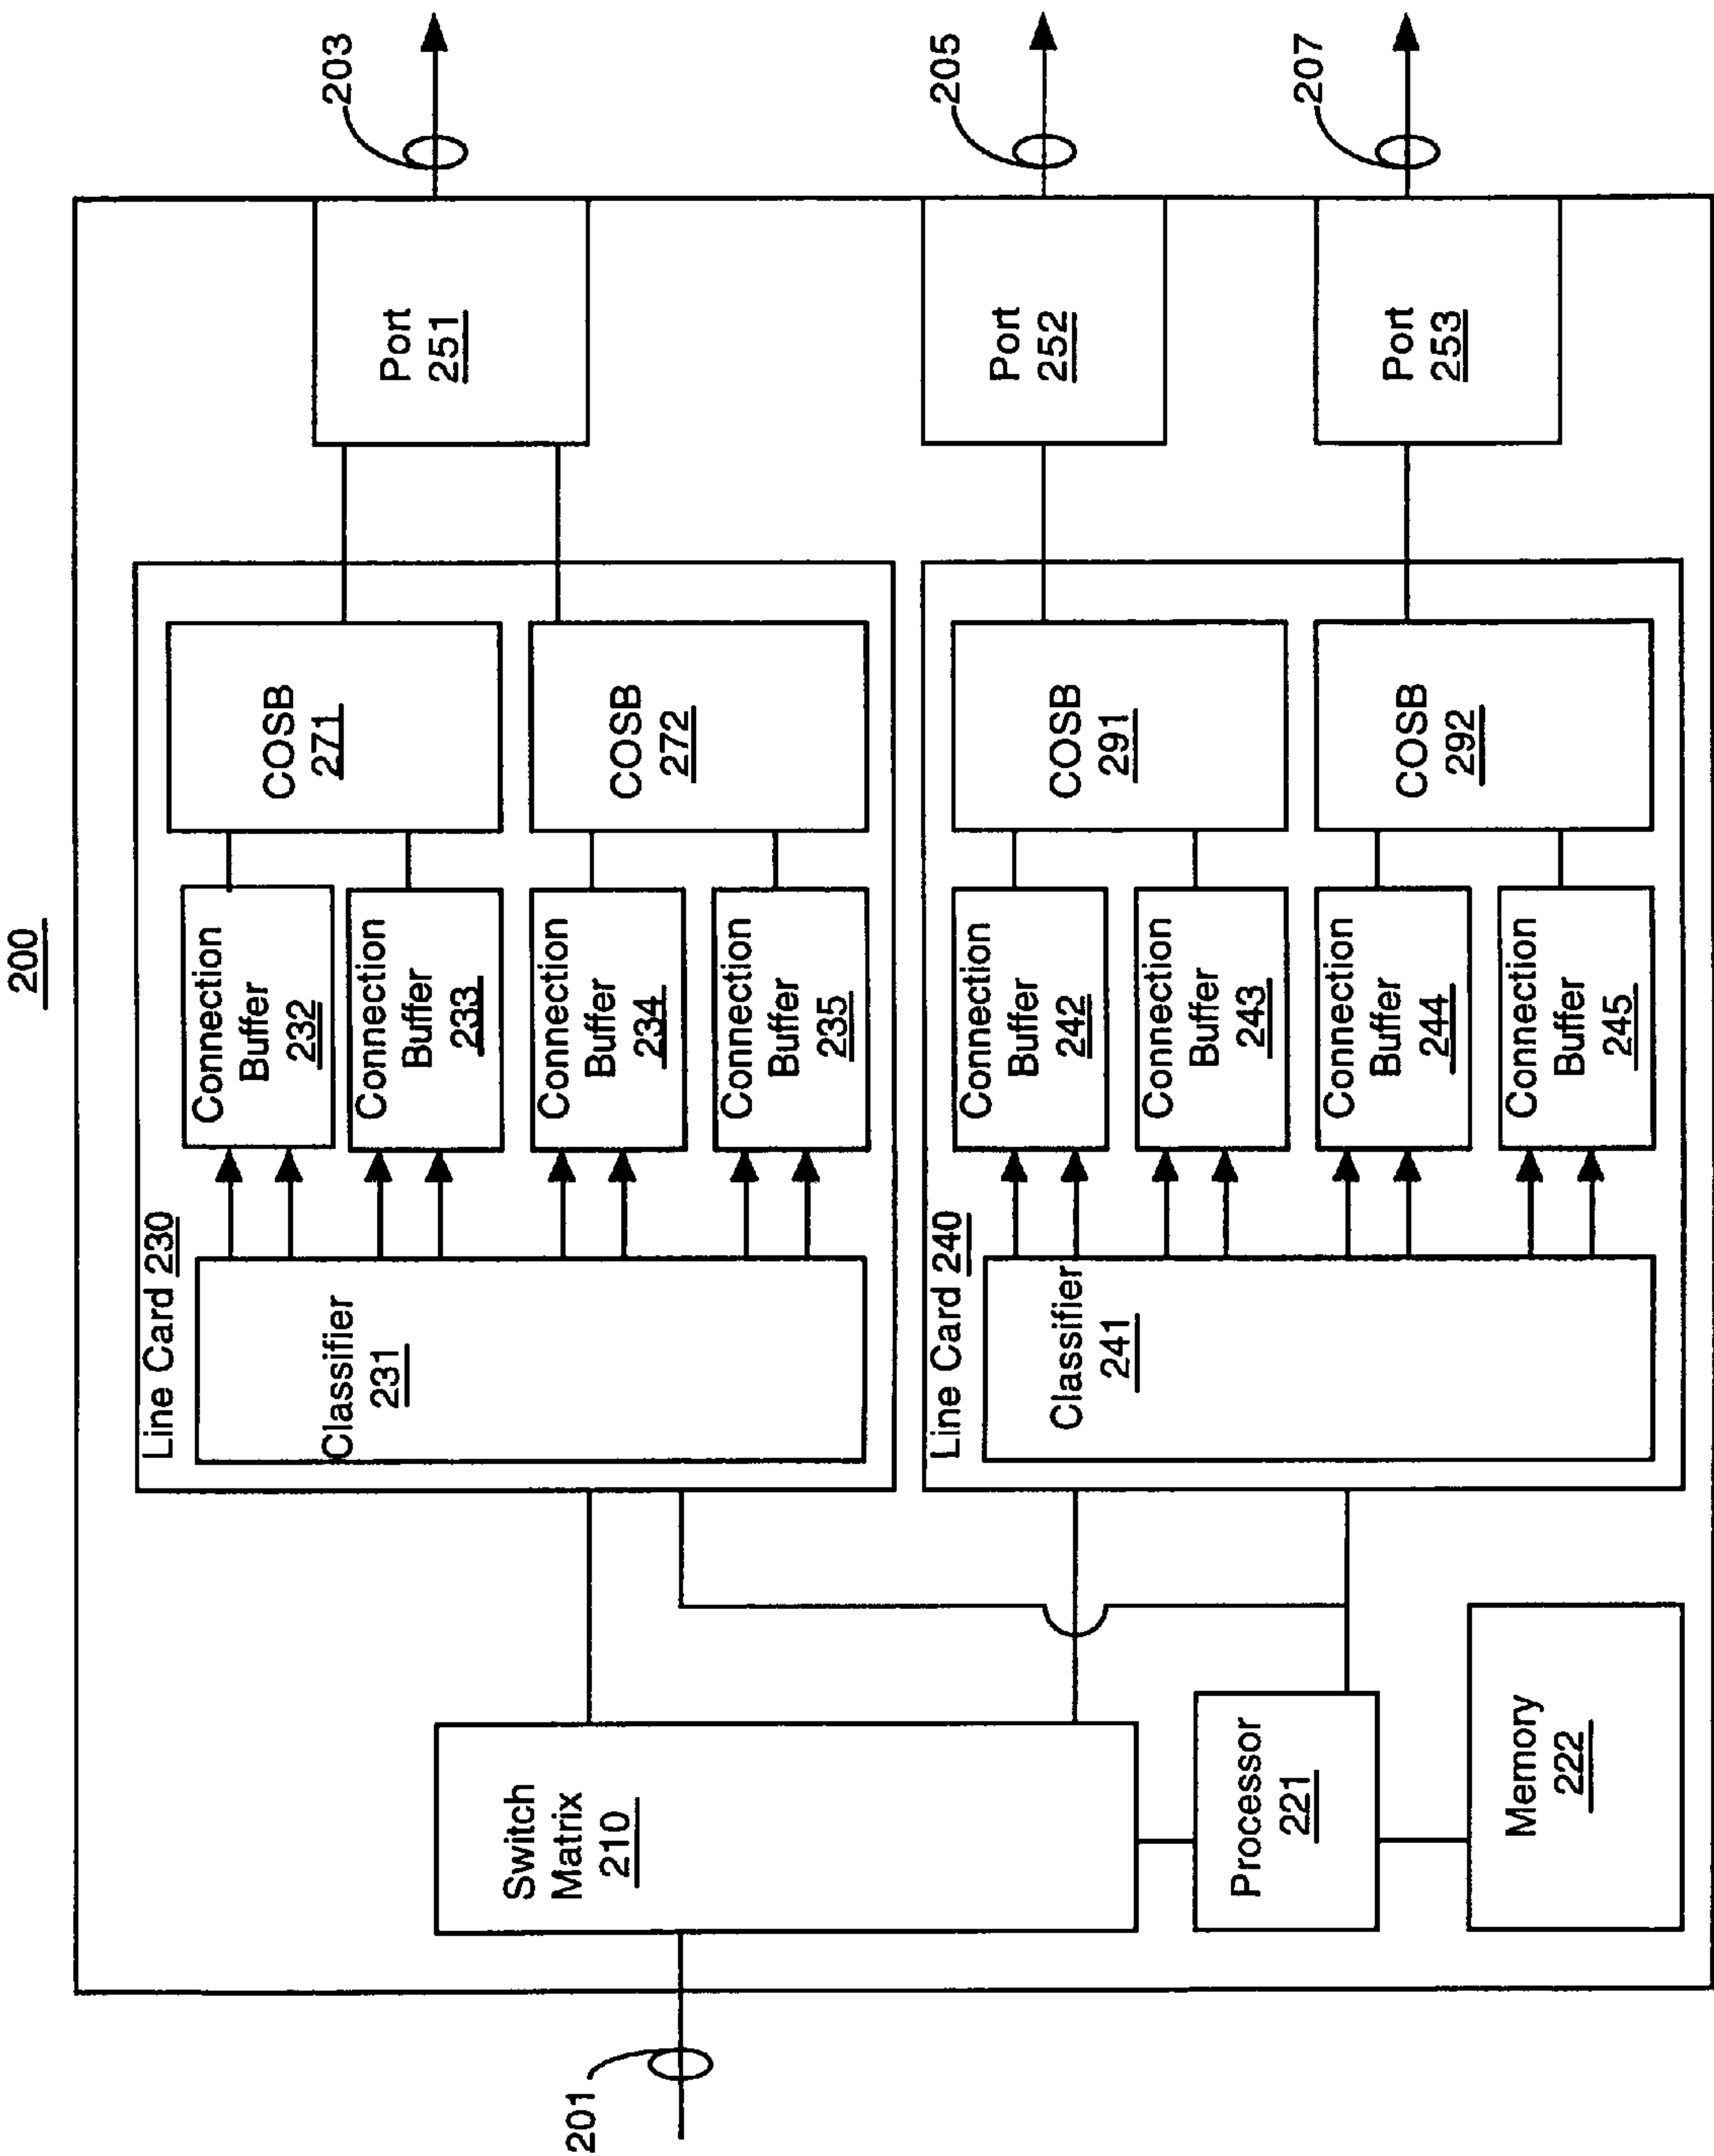 200
201
Switch
Matrix
210
Processor
221
Memory
222
Line Card 230
Classifier
231
Connection
Buffer
232
Connection
Buffer
233
Connection
Buffer
234
Connection
Buffer
235
COSB
271
COSB
272
Line Card 240
Classifier
241
Connection
Buffer
242
Connection
Buffer
243
Connection
Buffer
244
Connection
Buffer
245
COSB
291
COSB
292
Port
251
Port
252
Port
253
203
205
207